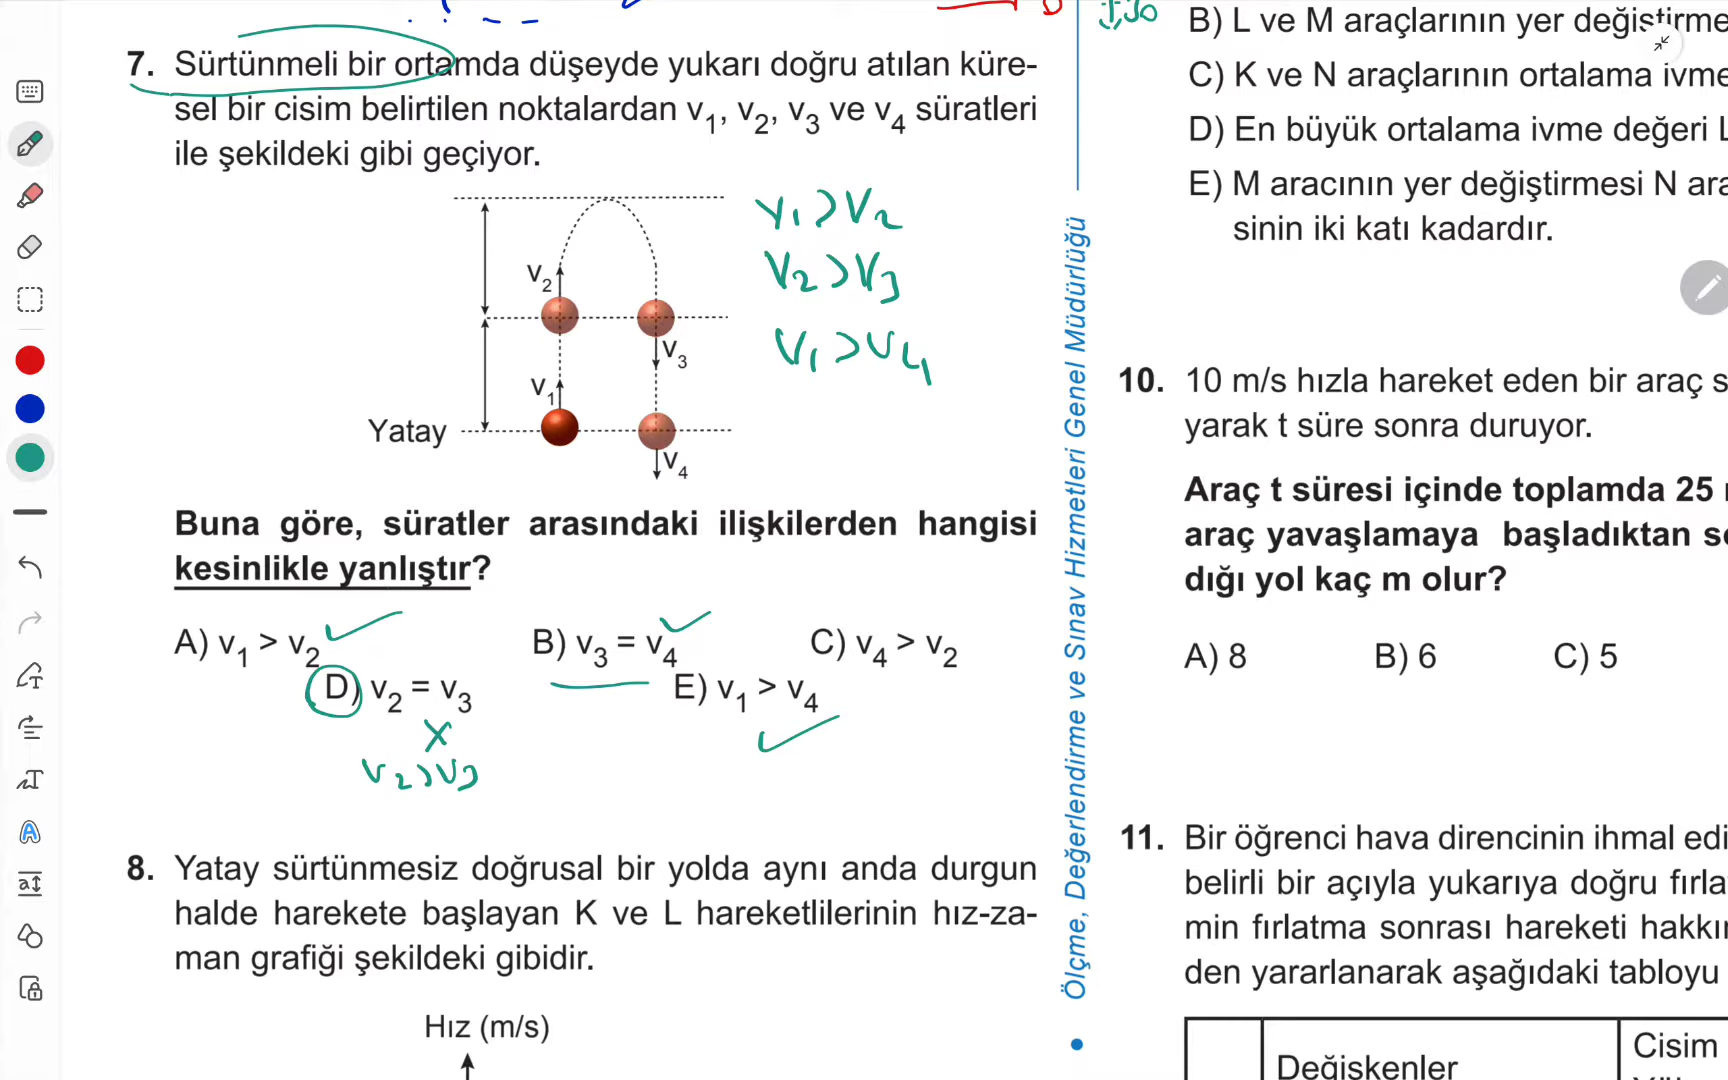 7. Sürtünmeli bir ortamda düşeyde yukarı doğru atılan küre-
sel bir cisim belirtilen noktalardan v1, v2, v3 ve v4 süratleri
ile şekildeki gibi geçiyor.
v1 > v2
v2 > v3
v1 > v4
v2
v3
v1
Yatay
v4
Buna göre, süratler arasındaki ilişkilerden hangisi
kesinlikle yanlıştır?
A) v1 > v2
B) v3 = v4
C) v4 > v2
D) v2 = v3
E) v1 > v4
x
v2 > v3
8. Yatay sürtünmesiz doğrusal bir yolda aynı anda durgun
halde harekete başlayan K ve L hareketlilerinin hız-za-
man grafiği şekildeki gibidir.
Hız (m/s)
Ölçme, Değerlendirme ve Sınav Hizmetleri Genel Müdürlüğü
B) L ve M araçlarının yer değiştirme
C) K ve N araçlarının ortalama ivme
D) En büyük ortalama ivme değeri L
E) M aracının yer değiştirmesi N ara
sinin iki katı kadardır.
10. 10 m/s hızla hareket eden bir araç s
yarak t süre sonra duruyor.
Araç t süresi içinde toplamda 25
araç yavaşlamaya başladıktan s
dığı yol kaç m olur?
A) 8
B) 6
C) 5
11. Bir öğrenci hava direncinin ihmal edi
belirli bir açıyla yukarıya doğru fırla
min fırlatma sonrası hareketi hakkı
den yararlanarak aşağıdaki tabloyu
Değişkenler
Cisim